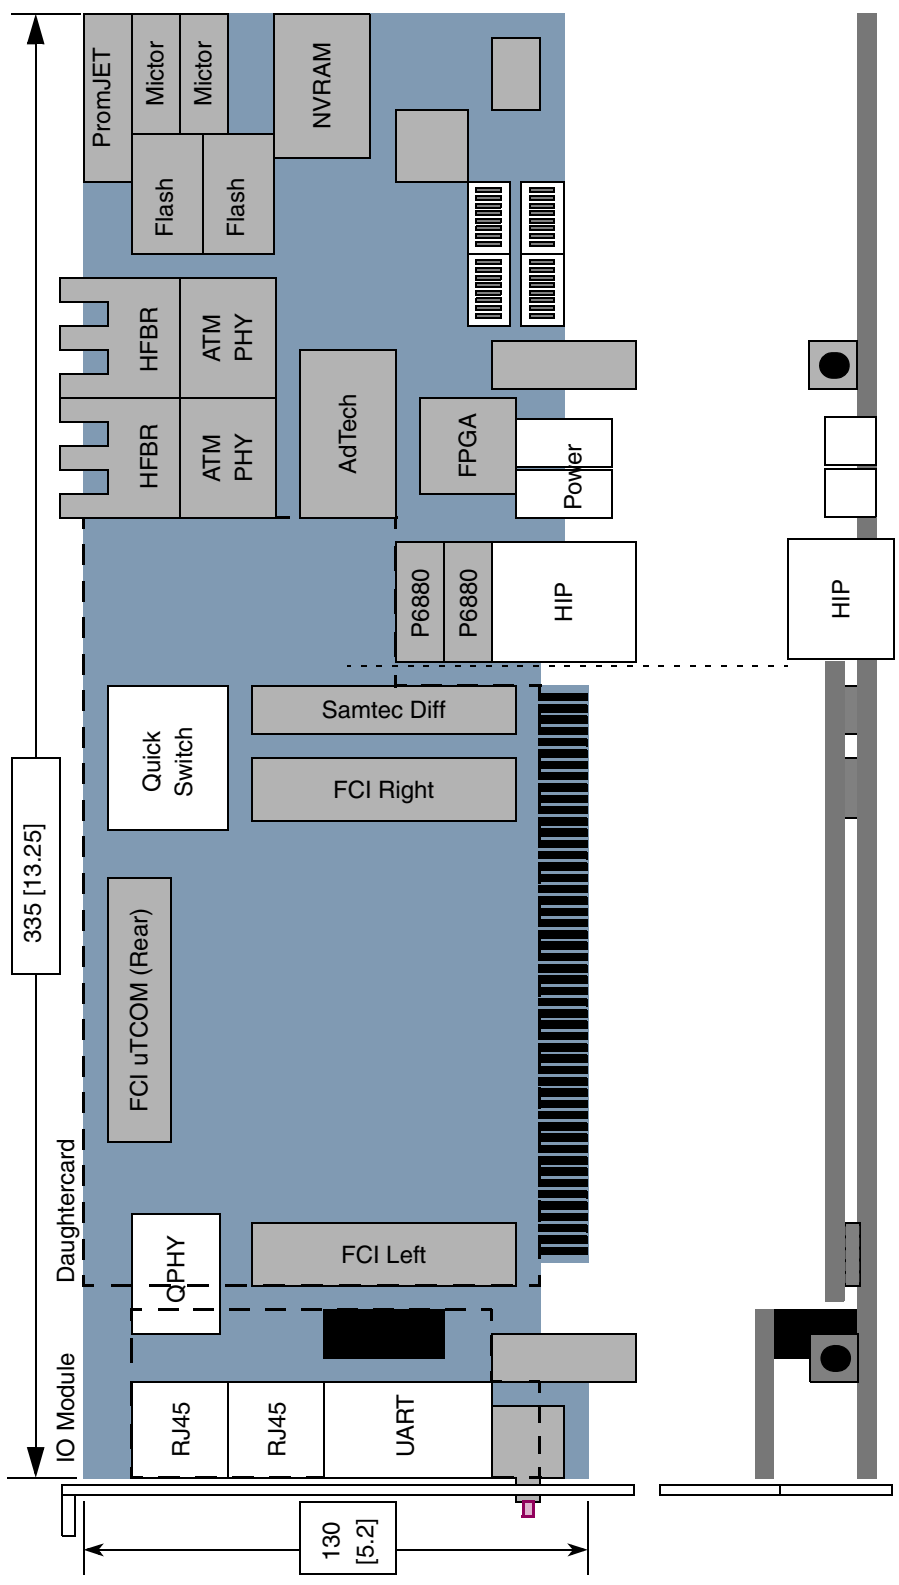 PromJET
Mictor
Mictor
NVRAM
Flash
Flash
HFBR
ATM
PHY
HFBR
ATM
PHY
AdTech
FPGA
Power
P6880
P6880
HIP
HIP
Samtec Diff
Quick
Switch
FCI Right
335 [13.25]
FCI uTCOM (Rear)
Daughtercard
QPHY
FCI Left
IO Module
RJ45
RJ45
UART
130
[5.2]